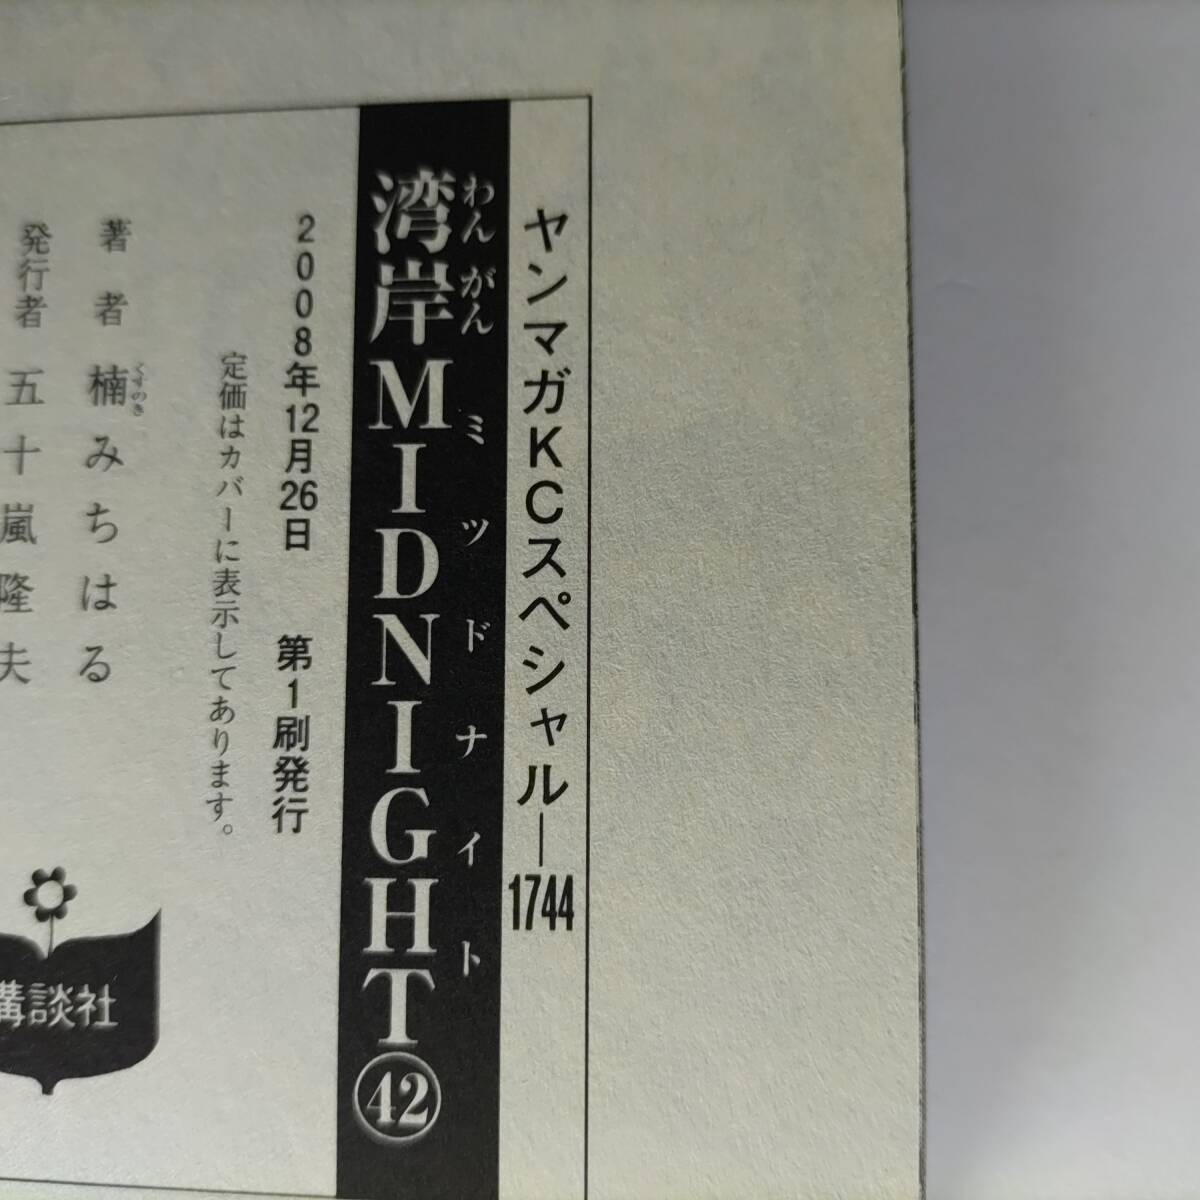 ヤンマガKCスペシャル―1744
わんがん ミツドナイト
湾岸MIDNIGHT㊷
2008年12月26日 第1刷発行
定価はカバーに表示してあります。
くすのき
著者 楠みちはる
発行者 五十嵐隆夫
講談社